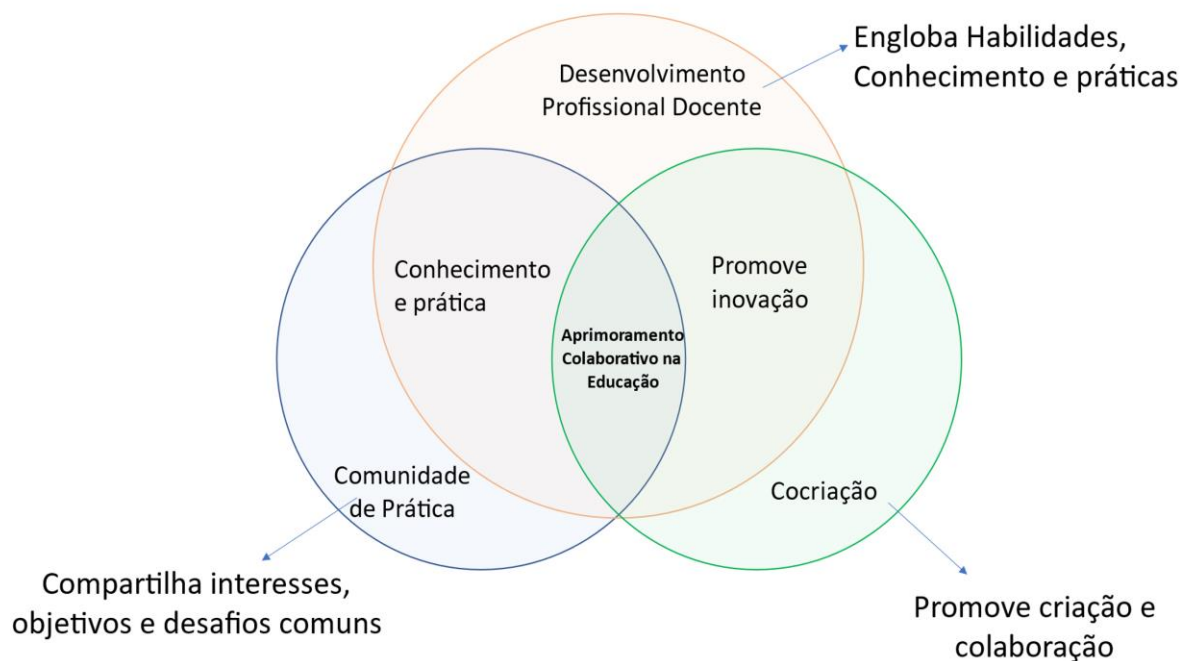 Engloba Habilidades,
Conhecimento e práticas
Desenvolvimento
Profissional Docente
Conhecimento
e prática
Promove
inovação
Aprimoramento
Colaborativo na
Educação
Comunidade
de Prática
Cocriação
Compartilha interesses,
objetivos e desafios comuns
Promove criação e
colaboração